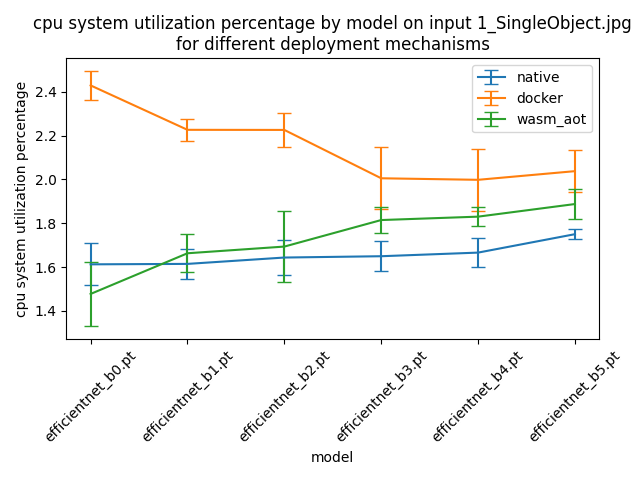 cpu system utilization percentage by model on input 1_SingleObject.jpg
for different deployment mechanisms
cpu system utilization percentage
2.4
2.2
2.0
1.8
1.6
1.4
native
docker
wasm_aot
efficientnet_b0.pt
efficientnet_b1.pt
efficientnet_b2.pt
efficientnet_b3.pt
efficientnet_b4.pt
efficientnet_b5.pt
model